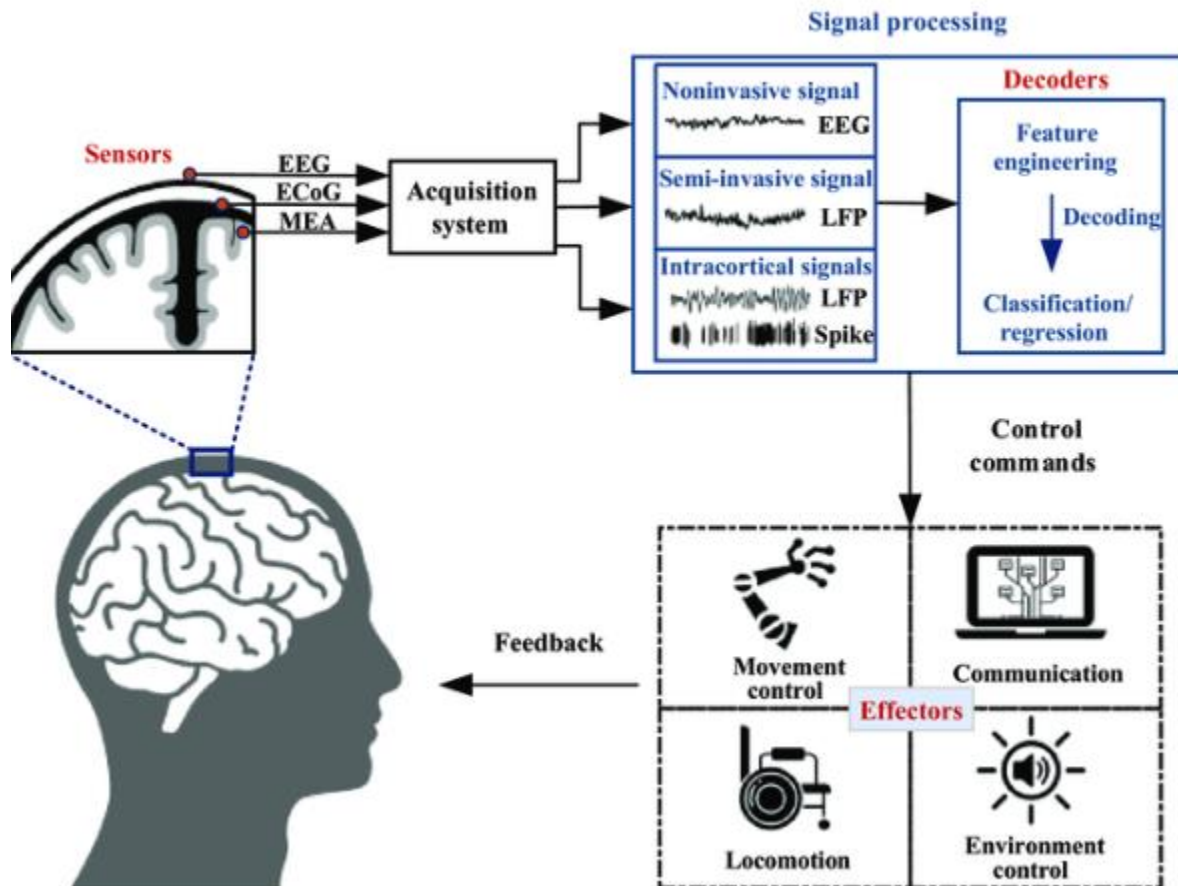 Signal processing
Sensors
EEG
ECoG
MEA
Acquisition
system
Noninvasive signal
EEG
Semi-invasive signal
LFP
Intracortical signals
LFP
Spike
Decoders
Feature
engineering
Decoding
Classification/
regression
Control
commands
Feedback
Movement
control
Communication
Effectors
Locomotion
Environment
control